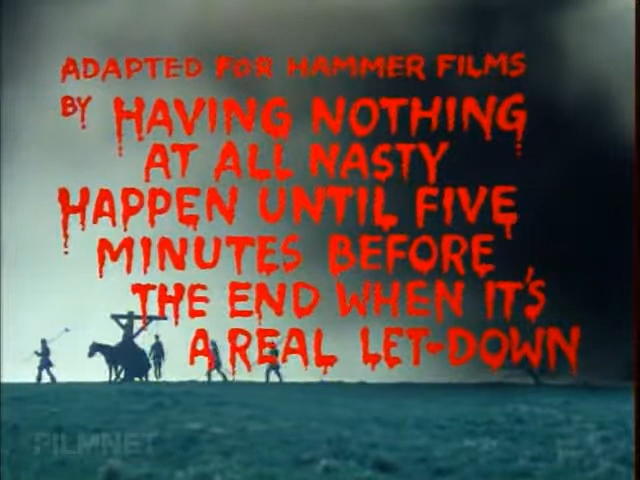 ADAPTED FOR HAMMER FILMS
BY HAVING NOTHING
AT ALL NASTY
HAPPEN UNTIL FIVE
MINUTES BEFORE
THE END WHEN IT'S
A REAL LET-DOWN
FILMNET